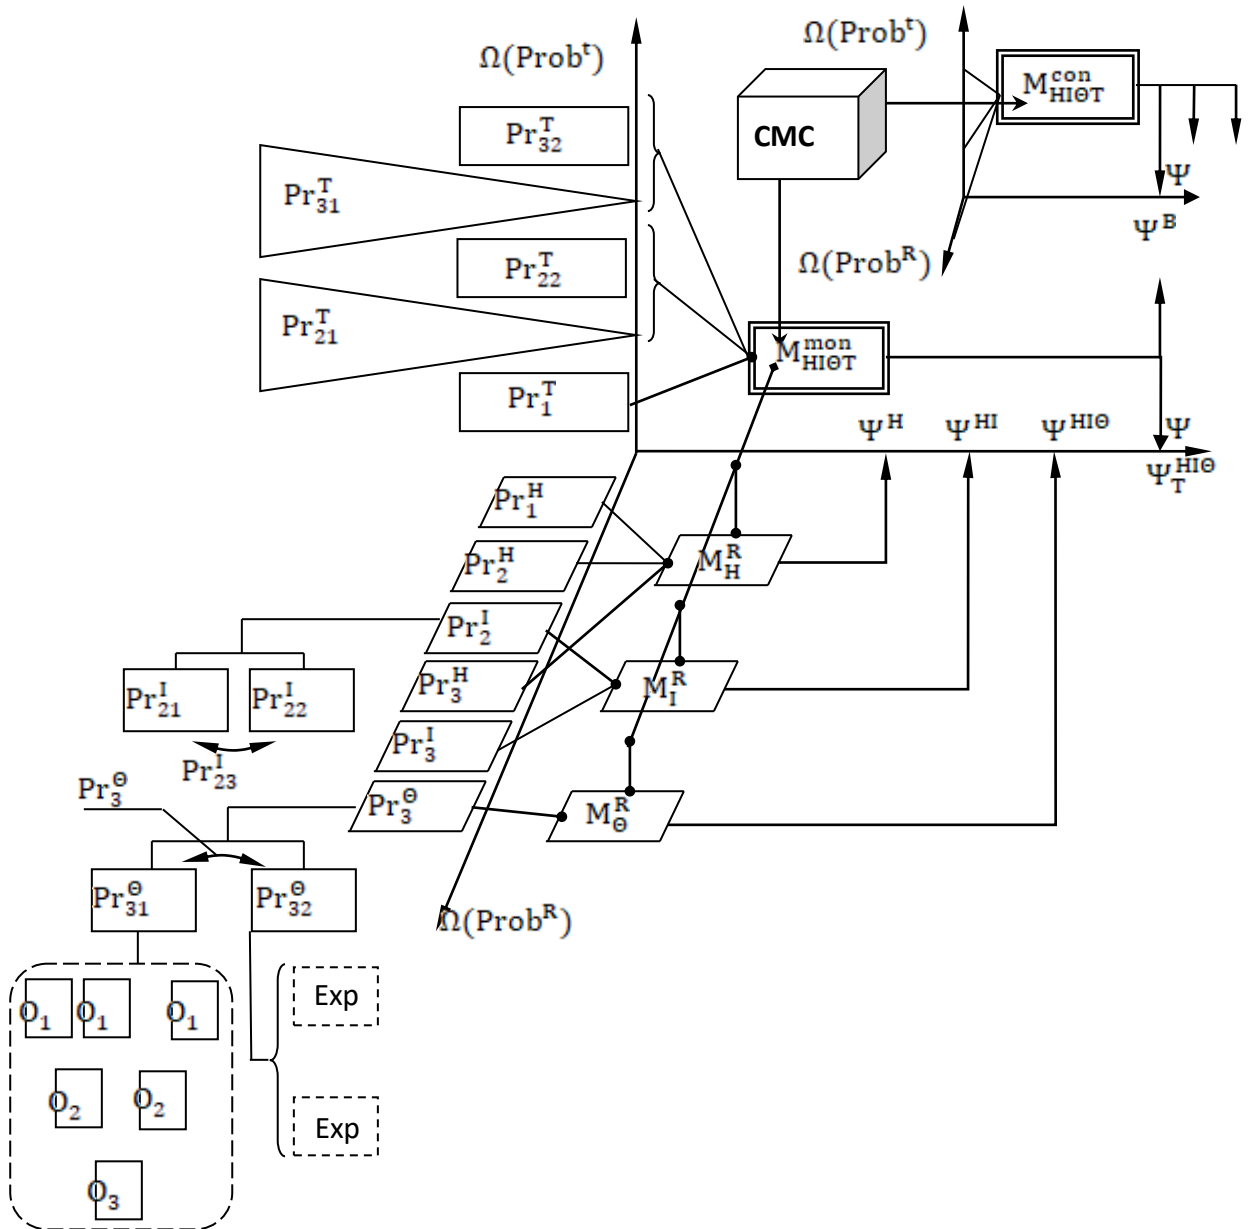 Ω(Prob^t)
Ω(Prob^t)
M^con_HIΘT
CMC
Pr^T_32
Pr^T_31
Ψ
Ψ^B
Pr^T_22
Ω(Prob^R)
Pr^T_21
M^mon_HIΘT
Pr^T_1
Ψ^H
Ψ^HI
Ψ^HIΘ
Ψ
Ψ^HIΘ_T
Pr^H_1
Pr^H_2
M^R_H
Pr^I_2
Pr^H_3
M^R_I
Pr^I_21
Pr^I_22
Pr^I_3
Pr^I_23
Pr^Θ_3
Pr^Θ_3
M^R_Θ
Pr^Θ_31
Pr^Θ_32
Ω(Prob^R)
O_1
O_1
O_1
Exp
O_2
O_2
Exp
O_3